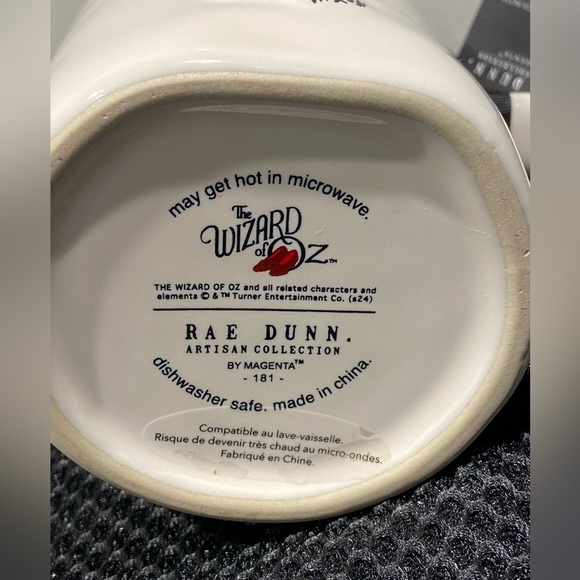 may get hot in microwave.
The
WIZARD
of OZ™
THE WIZARD OF OZ and all related characters and
elements © & ™ Turner Entertainment Co. (s24)
RAE DUNN.
ARTISAN COLLECTION
BY MAGENTA™
- 181 -
dishwasher safe. made in china.
Compatible au lave-vaisselle.
Risque de devenir très chaud au micro-ondes.
Fabriqué en Chine.
DUNN